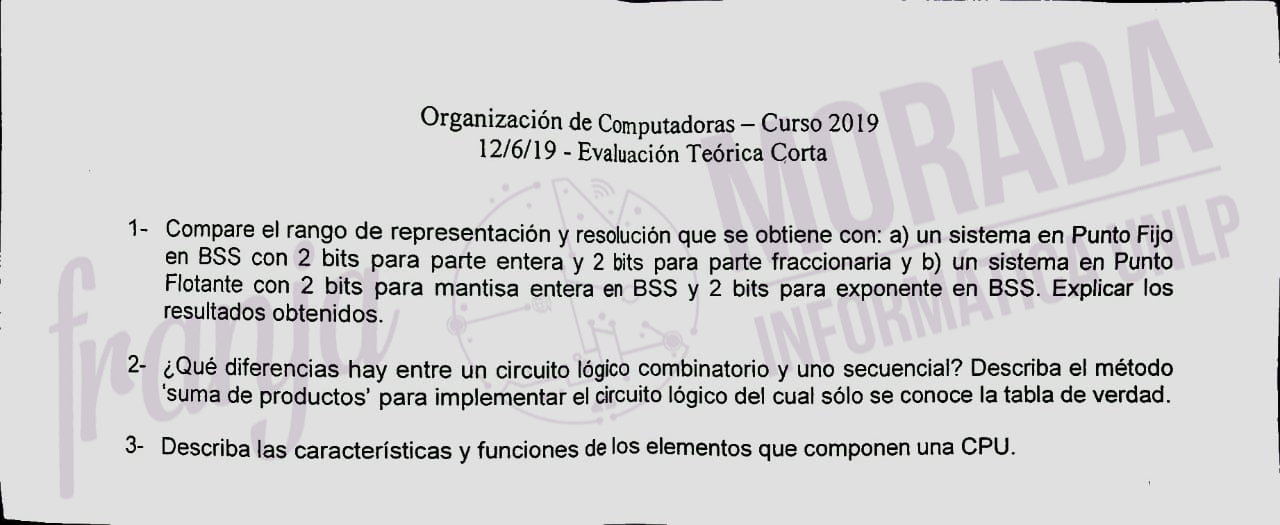 Organización de Computadoras – Curso 2019
12/6/19 - Evaluación Teórica Corta
1- Compare el rango de representación y resolución que se obtiene con: a) un sistema en Punto Fijo
en BSS con 2 bits para parte entera y 2 bits para parte fraccionaria y b) un sistema en Punto
Flotante con 2 bits para mantisa entera en BSS y 2 bits para exponente en BSS. Explicar los
resultados obtenidos.
2- ¿Qué diferencias hay entre un circuito lógico combinatorio y uno secuencial? Describa el método
'suma de productos' para implementar el circuito lógico del cual sólo se conoce la tabla de verdad.
3- Describa las características y funciones de los elementos que componen una CPU.
franja
MORADA
INFORMATICA UNLP